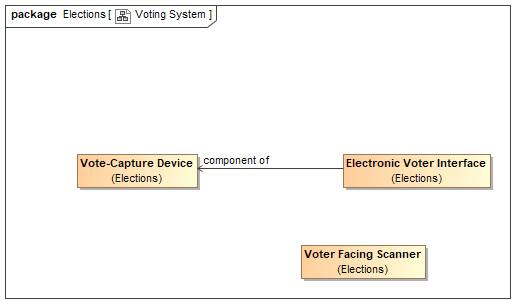 package Elections [ Voting System ]
Vote-Capture Device
(Elections)
component of
Electronic Voter Interface
(Elections)
Voter Facing Scanner
(Elections)